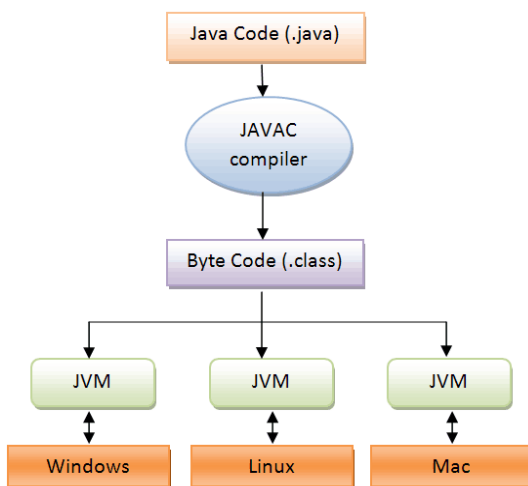 Java Code (.java)
JAVAC
compiler
Byte Code (.class)
JVM JVM JVM
Windows Linux Mac